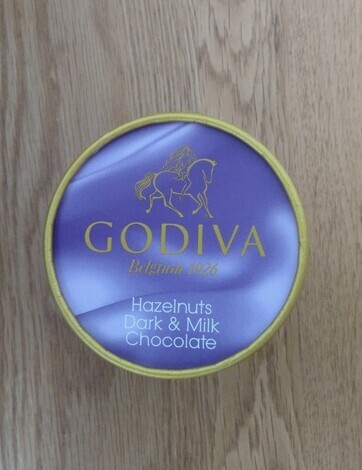 GODIVA
Belgium 1926
Hazelnuts
Dark & Milk
Chocolate